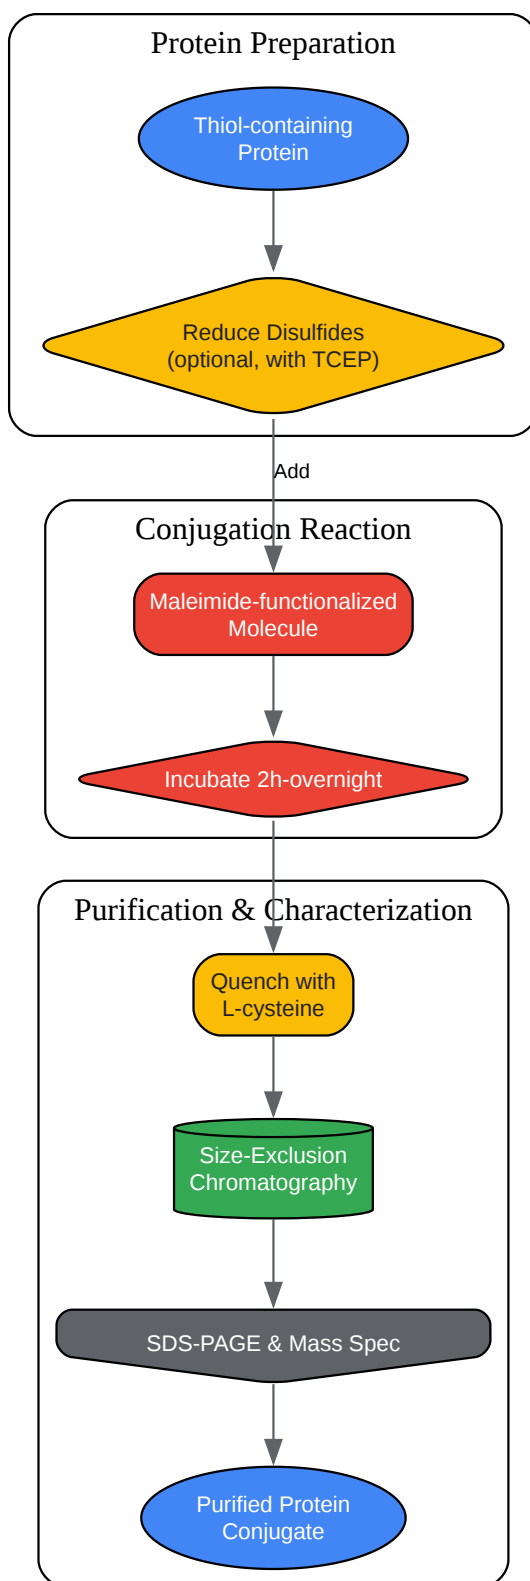 Protein Preparation
Thiol-containing
Protein
Reduce Disulfides
(optional, with TCEP)
Add
Conjugation Reaction
Maleimide-functionalized
Molecule
Incubate 2h-overnight
Purification & Characterization
Quench with
L-cysteine
Size-Exclusion
Chromatography
SDS-PAGE & Mass Spec
Purified Protein
Conjugate